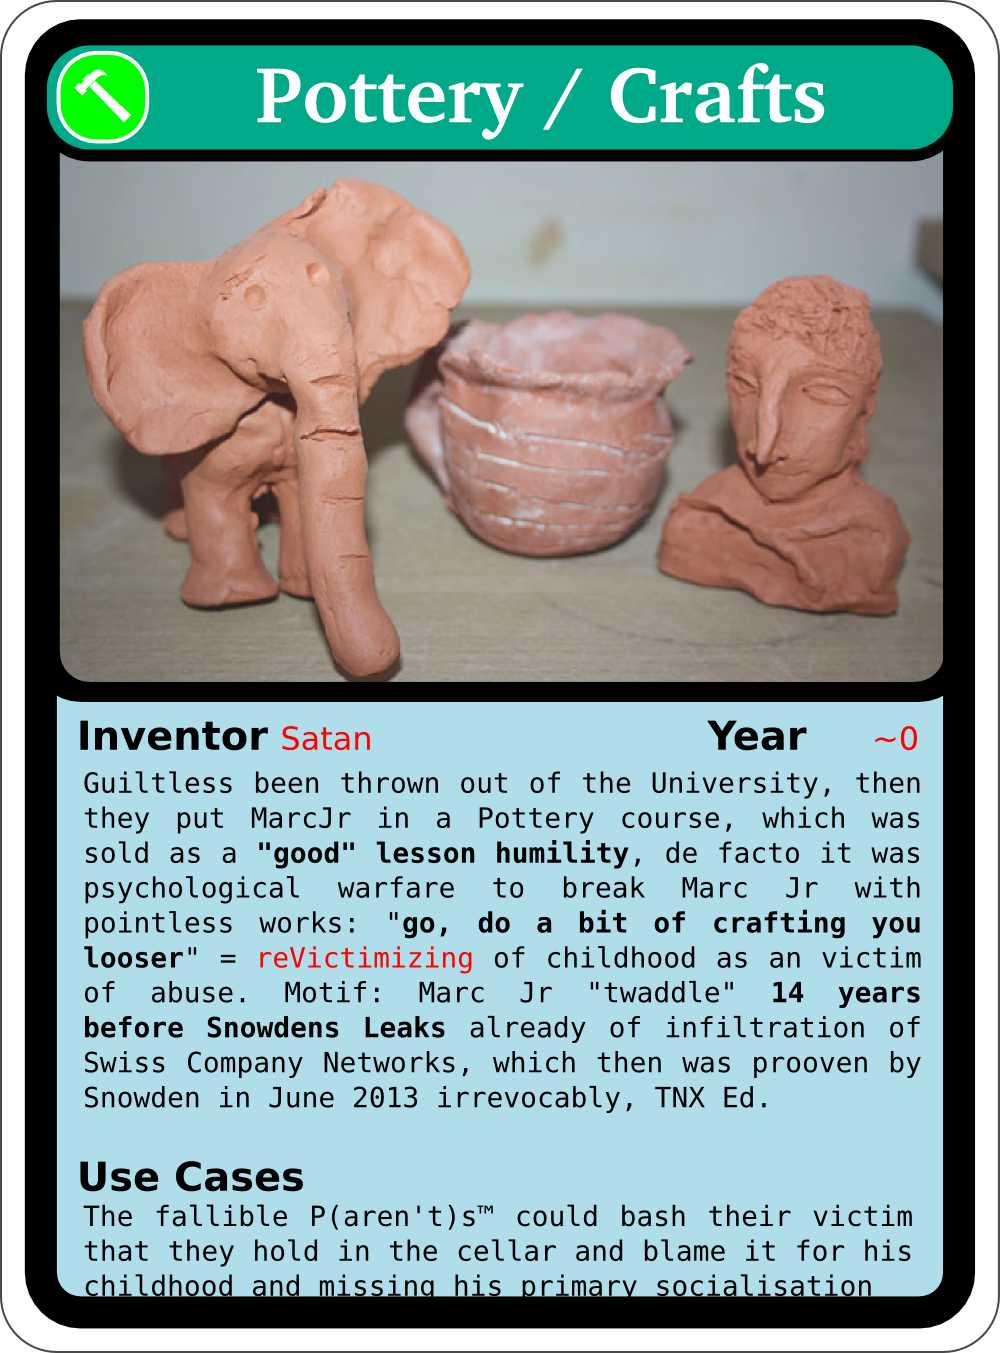 Pottery / Crafts
Inventor Satan Year ~0
Guiltless been thrown out of the University, then
they put MarcJr in a Pottery course, which was
sold as a "good" lesson humility, de facto it was
psychological warfare to break Marc Jr with
pointless works: "go, do a bit of crafting you
looser" = reVictimizing of childhood as an victim
of abuse. Motif: Marc Jr "twaddle" 14 years
before Snowdens Leaks already of infiltration of
Swiss Company Networks, which then was prooven by
Snowden in June 2013 irrevocably, TNX Ed.
Use Cases
The fallible P(aren't)s™ could bash their victim
that they hold in the cellar and blame it for his
childhood and missing his primary socialisation